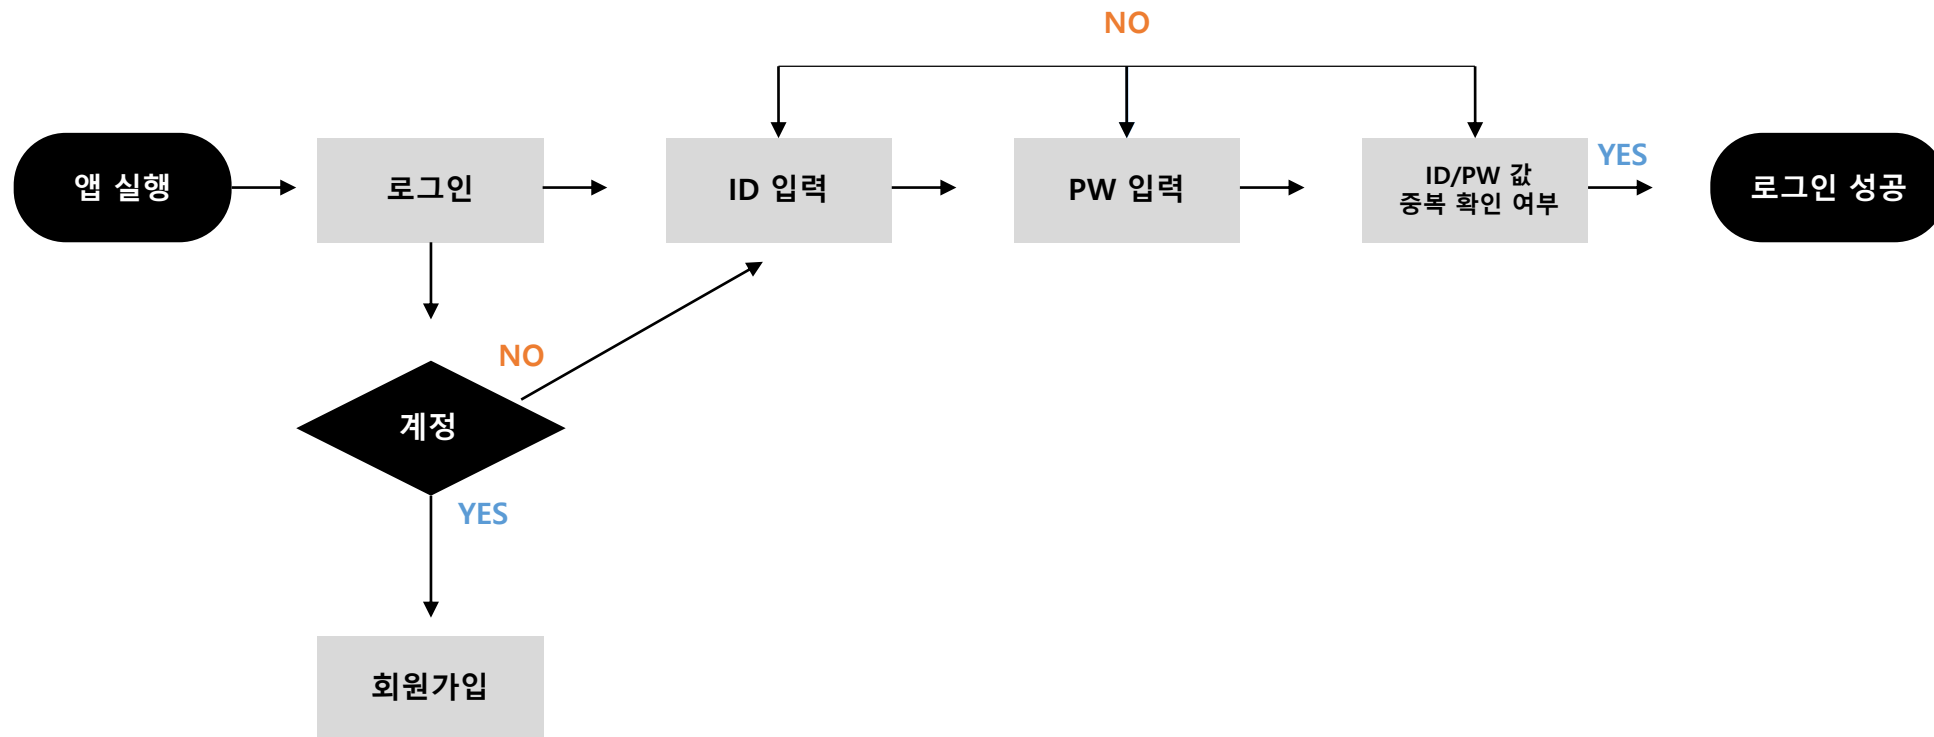 NO
앱 실행
로그인
ID 입력
PW 입력
ID/PW 값
중복 확인 여부
YES
로그인 성공
NO
계정
YES
회원가입